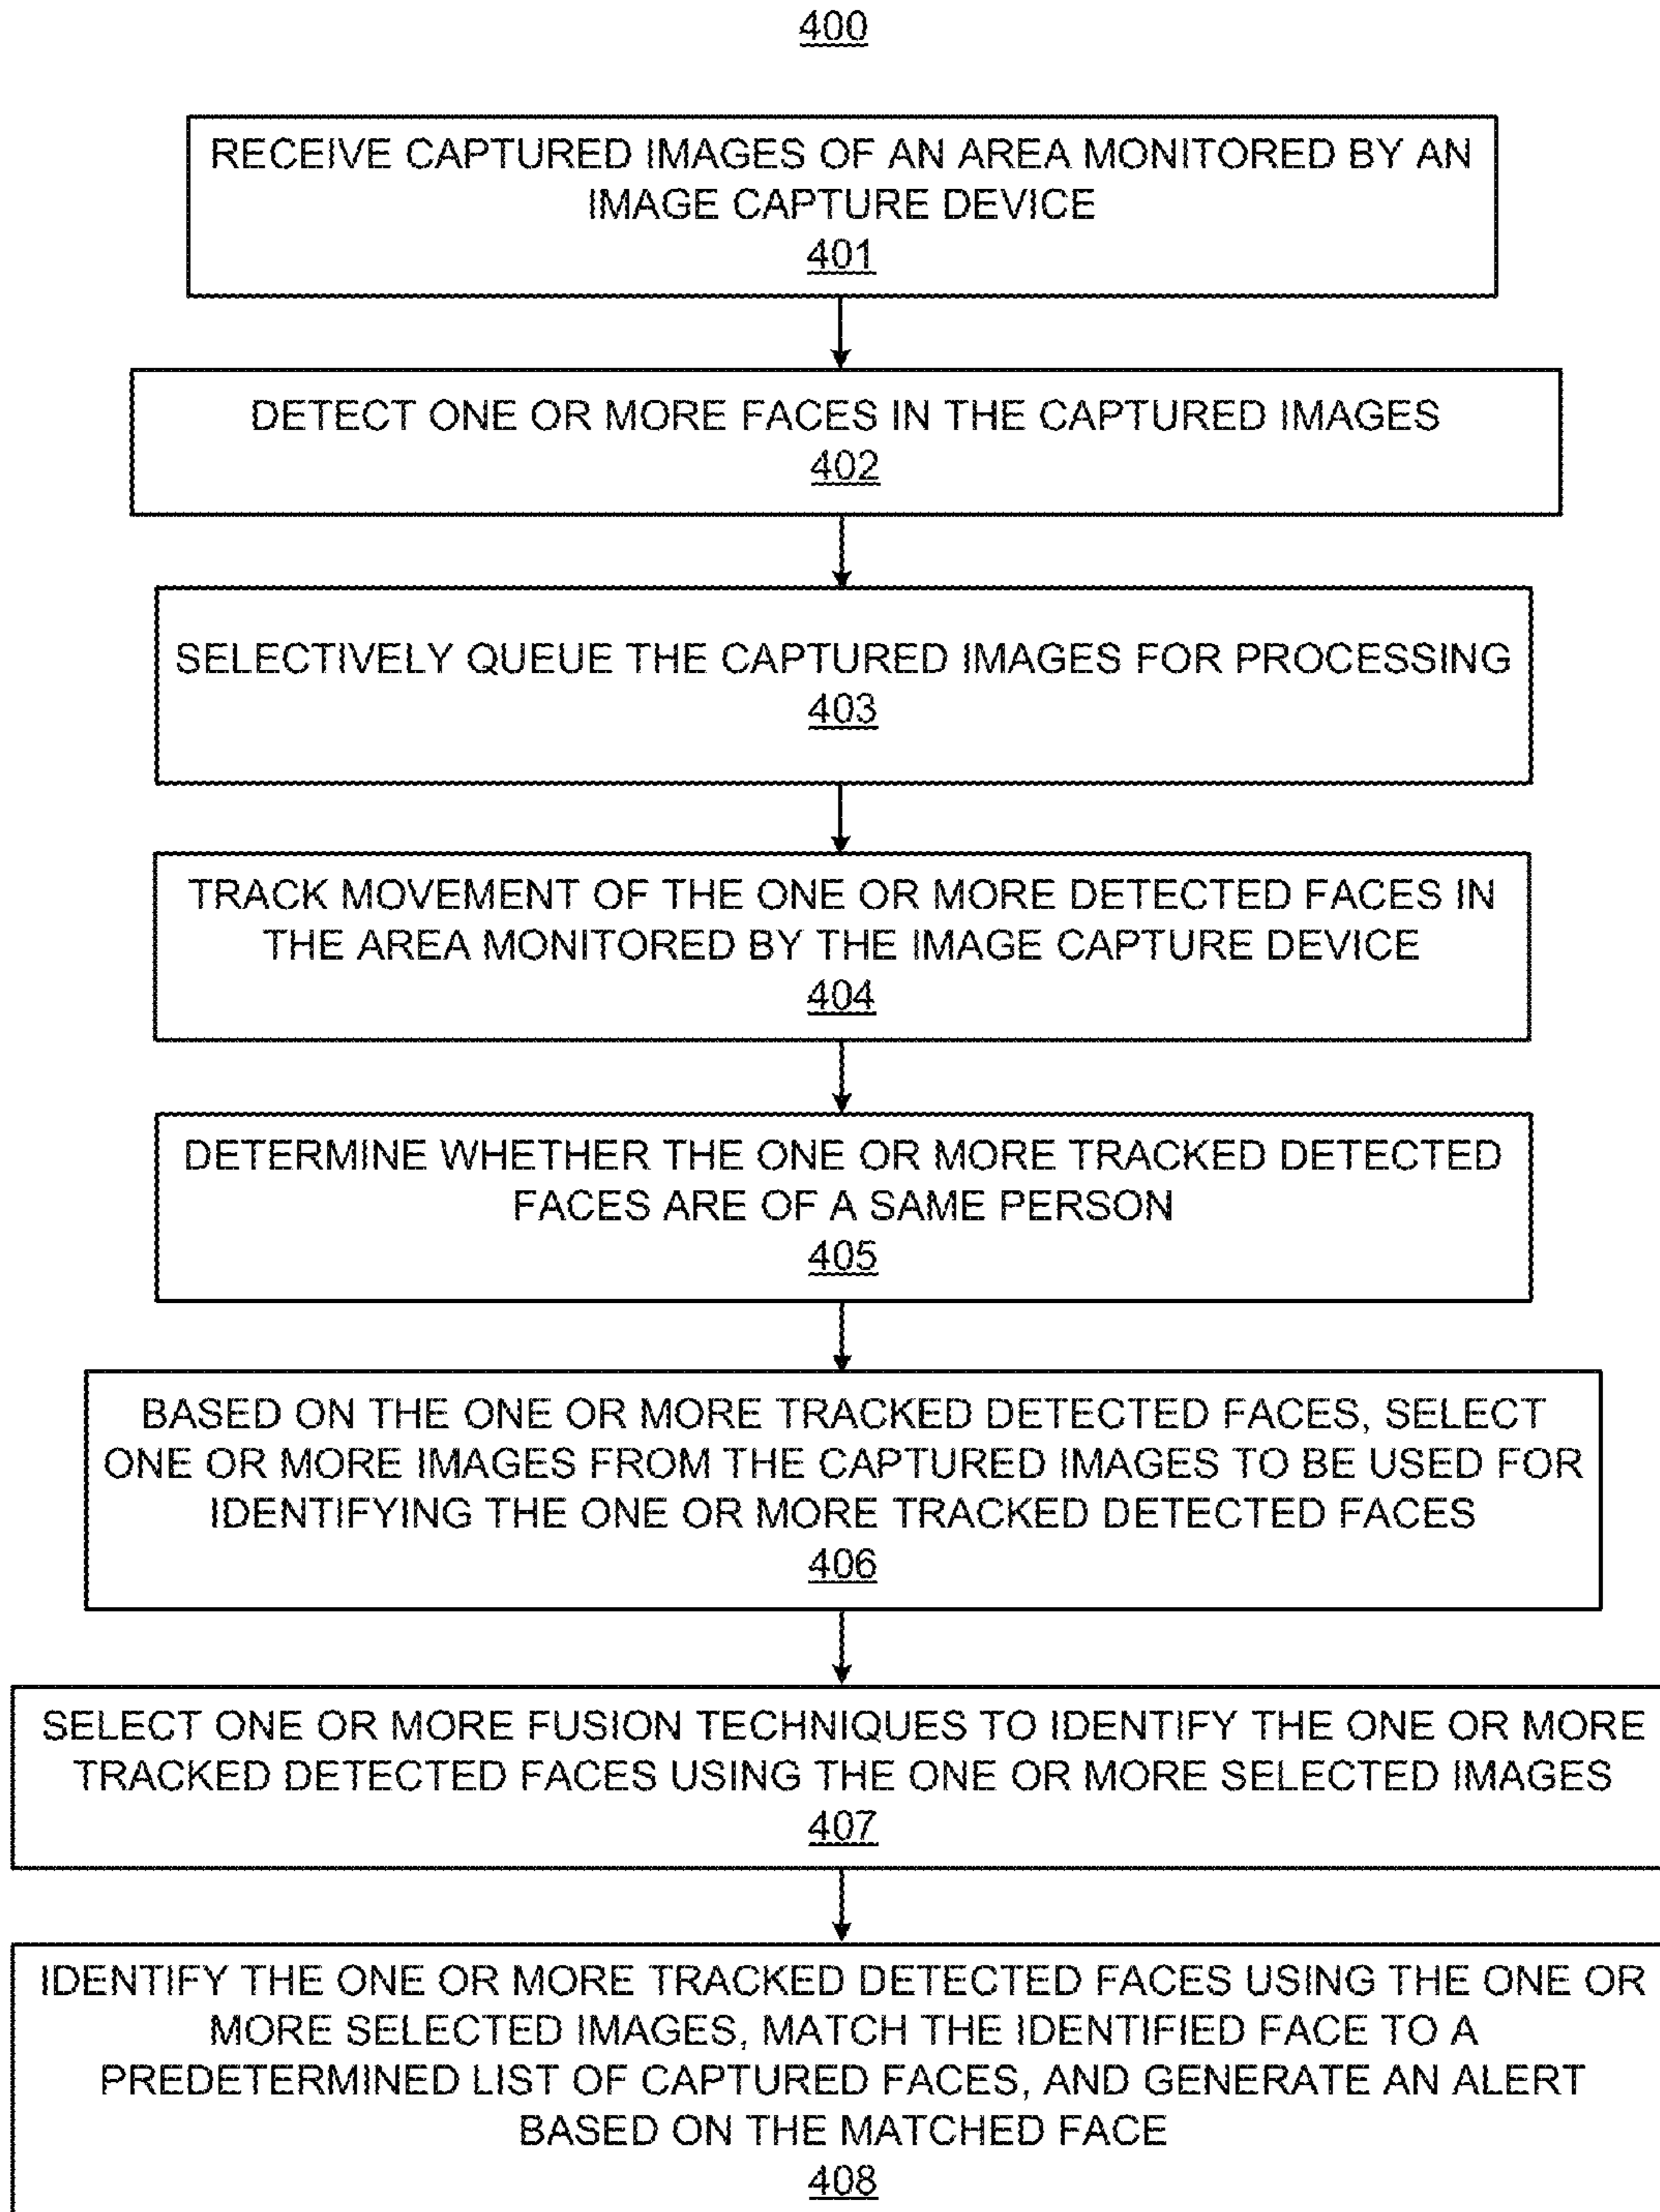 400
RECEIVE CAPTURED IMAGES OF AN AREA MONITORED BY AN
IMAGE CAPTURE DEVICE
401
DETECT ONE OR MORE FACES IN THE CAPTURED IMAGES
402
SELECTIVELY QUEUE THE CAPTURED IMAGES FOR PROCESSING
403
TRACK MOVEMENT OF THE ONE OR MORE DETECTED FACES IN
THE AREA MONITORED BY THE IMAGE CAPTURE DEVICE
404
DETERMINE WHETHER THE ONE OR MORE TRACKED DETECTED
FACES ARE OF A SAME PERSON
405
BASED ON THE ONE OR MORE TRACKED DETECTED FACES, SELECT
ONE OR MORE IMAGES FROM THE CAPTURED IMAGES TO BE USED FOR
IDENTIFYING THE ONE OR MORE TRACKED DETECTED FACES
406
SELECT ONE OR MORE FUSION TECHNIQUES TO IDENTIFY THE ONE OR MORE
TRACKED DETECTED FACES USING THE ONE OR MORE SELECTED IMAGES
407
IDENTIFY THE ONE OR MORE TRACKED DETECTED FACES USING THE ONE OR
MORE SELECTED IMAGES, MATCH THE IDENTIFIED FACE TO A
PREDETERMINED LIST OF CAPTURED FACES, AND GENERATE AN ALERT
BASED ON THE MATCHED FACE
408